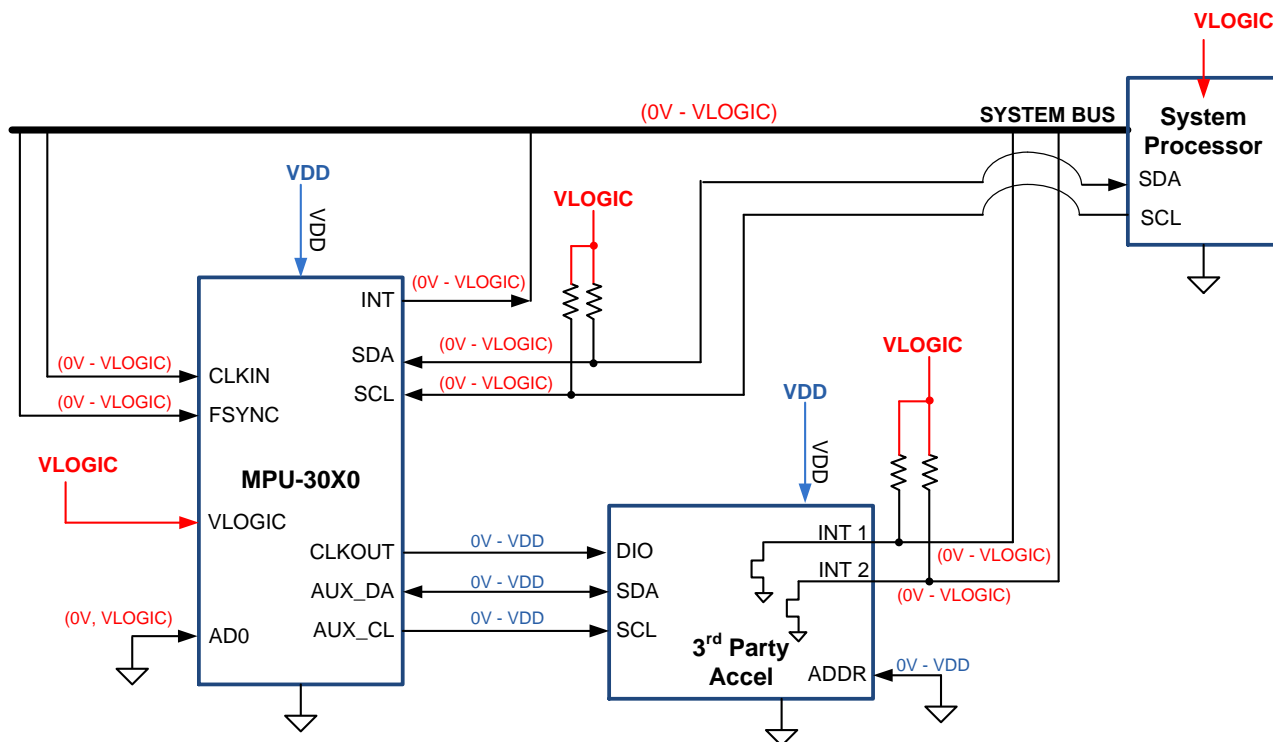 VLOGIC
(0V - VLOGIC)
SYSTEM BUS
System
Processor
SDA
SCL
VDD
VDD
VLOGIC
(0V - VLOGIC)
INT
(0V - VLOGIC)
SDA
(0V - VLOGIC)
SCL
(0V - VLOGIC)
CLKIN
(0V - VLOGIC)
FSYNC
VLOGIC
VDD
VDD
VLOGIC
MPU-30X0
VLOGIC
CLKOUT
0V - VDD
DIO
INT 1
(0V - VLOGIC)
AUX_DA
0V - VDD
SDA
INT 2
(0V - VLOGIC)
AUX_CL
0V - VDD
SCL
(0V, VLOGIC)
AD0
3rd Party
Accel
ADDR
0V - VDD